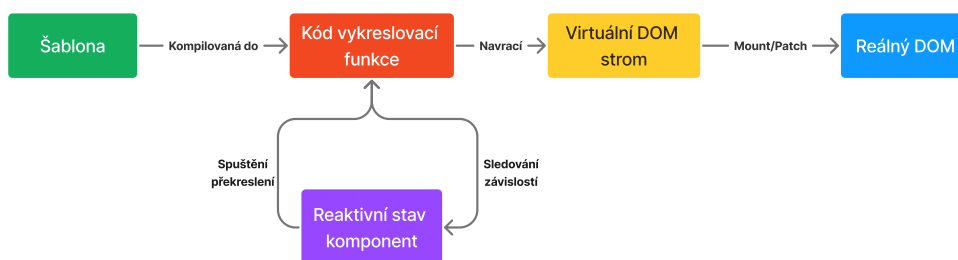 Šablona
Kompilovaná do
Kód vykreslovací
funkce
Navrací
Virtuální DOM
strom
Mount/Patch
Reálný DOM
Spuštění
překreslení
Sledování
závislostí
Reaktivní stav
komponent